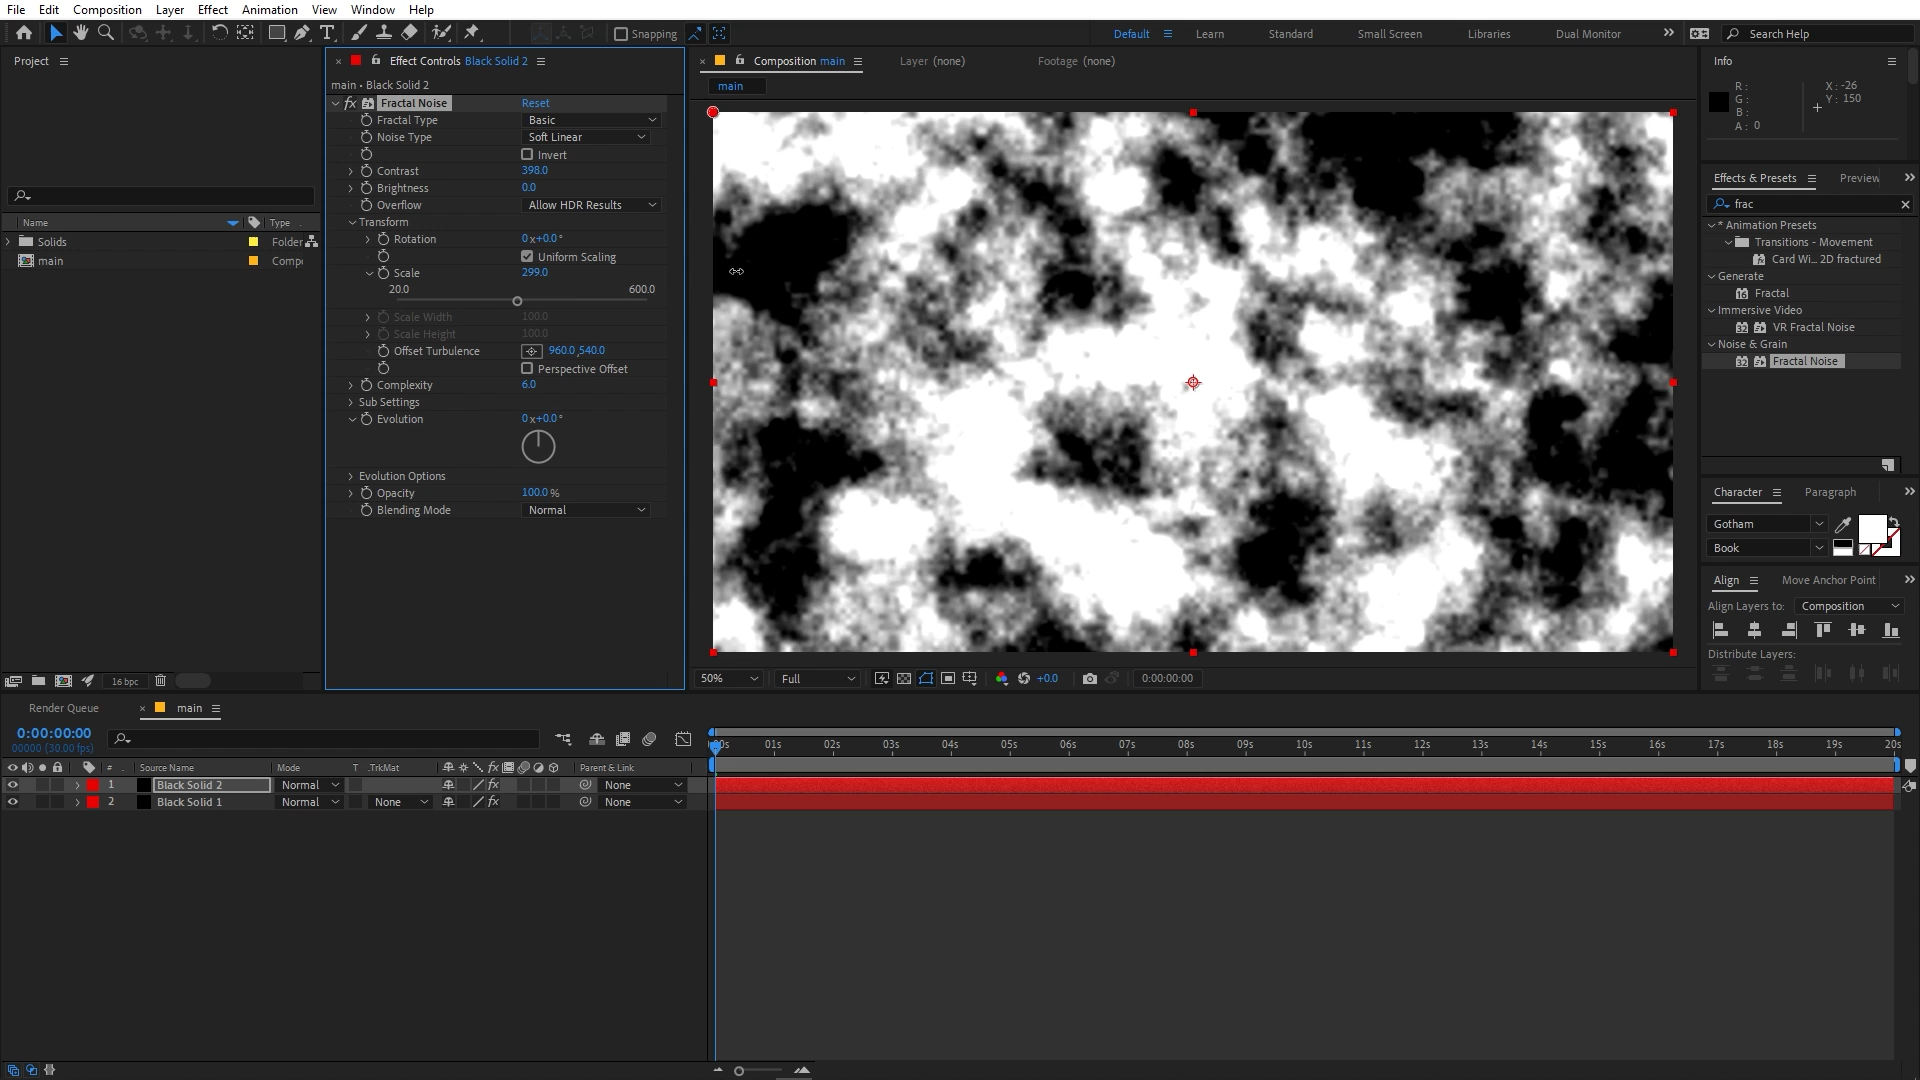 File Edit Composition Layer Effect Animation View Window Help
Snapping
Default Learn Standard Small Screen Libraries Dual Monitor
Search Help
Project
Name Type
Solids Folder
main Compo
16 bpc
Effect Controls Black Solid 2
main • Black Solid 2
Fractal Noise Reset
Fractal Type Basic
Noise Type Soft Linear
Invert
Contrast 398.0
Brightness 0.0
Overflow Allow HDR Results
Transform
Rotation 0x+0.0°
Uniform Scaling
Scale 299.0
20.0 600.0
Scale Width 100.0
Scale Height 100.0
Offset Turbulence 960.0,540.0
Perspective Offset
Complexity 6.0
Sub Settings
Evolution 0x+0.0°
Evolution Options
Opacity 100.0 %
Blending Mode Normal
Composition main
Layer (none)
Footage (none)
main
50% Full +0.0 0:00:00:00
Info
R :
G :
B :
A : 0
X : -26
Y : 150
Effects & Presets Preview
frac
* Animation Presets
Transitions - Movement
Card Wi... 2D fractured
Generate
16 Fractal
Immersive Video
32 VR Fractal Noise
Noise & Grain
32 Fractal Noise
Character Paragraph
Gotham
Book
Align Move Anchor Point
Align Layers to: Composition
Distribute Layers:
Render Queue main
0:00:00:00
00000 (30.00 fps)
# Source Name Mode T .TrkMat fx Parent & Link
1 Black Solid 2 Normal None
2 Black Solid 1 Normal None None
00s 01s 02s 03s 04s 05s 06s 07s 08s 09s 10s 11s 12s 13s 14s 15s 16s 17s 18s 19s 20s